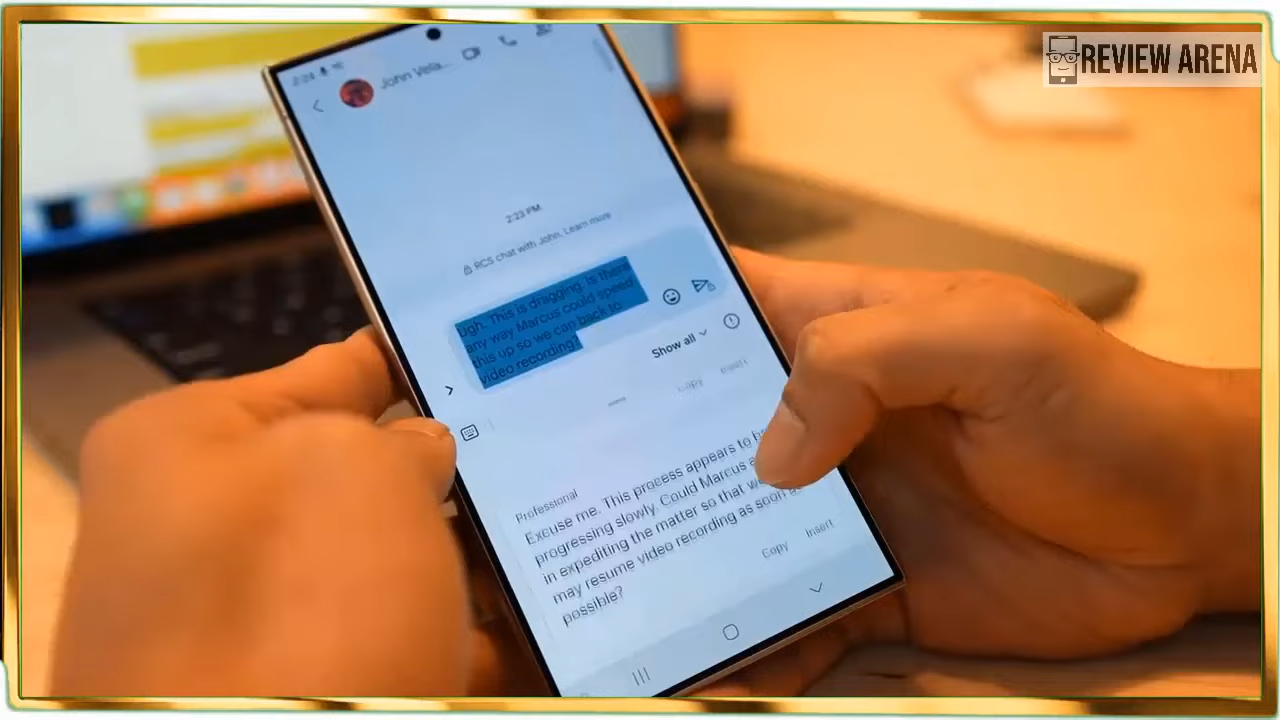 REVIEW ARENA
John Vela...
2:23 PM
RCS chat with John. Learn more
Ugh. This is dragging. Is there
any way Marcus could speed
this up so we can back to
video recording?
Show all
Copy Insert
Professional
Excuse me. This process appears to
progressing slowly. Could Marcus
in expediting the matter so that
may resume video recording as soon as
possible?
Copy Insert